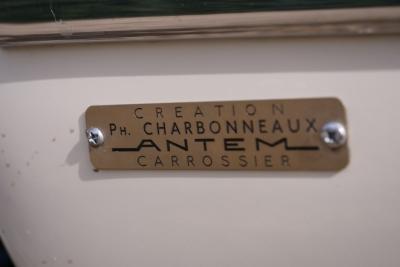 CREATION
PH. CHARBONNEAUX
ANTEM
CARROSSIER